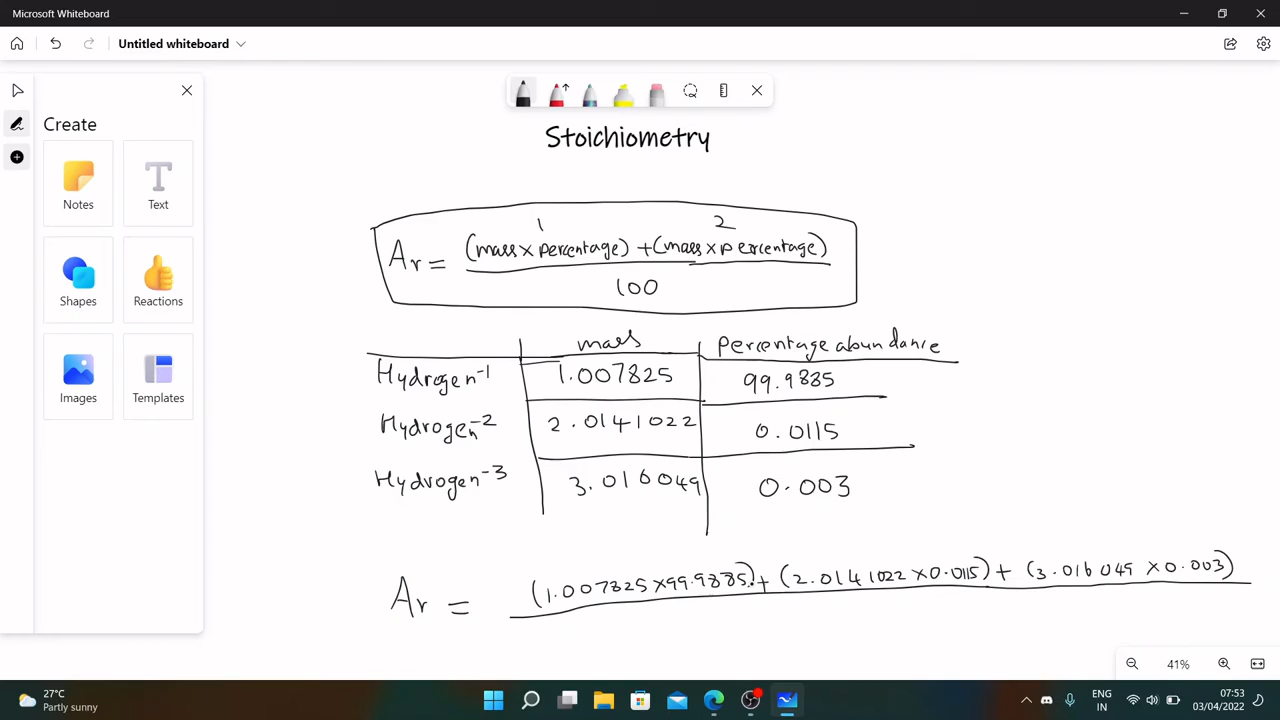 Microsoft Whiteboard
Untitled whiteboard
Create
Notes
Text
Shapes
Reactions
Images
Templates
Stoichiometry
1 2
Ar = (mass × percentage) + (mass × percentage)
100
mass Percentage abundance
Hydrogen-1 1.007825 99.9885
Hydrogen-2 2.0141022 0.0115
Hydrogen-3 3.016049 0.003
Ar = (1.007825 × 99.9885) + (2.0141022 × 0.0115) + (3.016049 × 0.003)
41%
27°C
Partly sunny
ENG
IN
07:53
03/04/2022